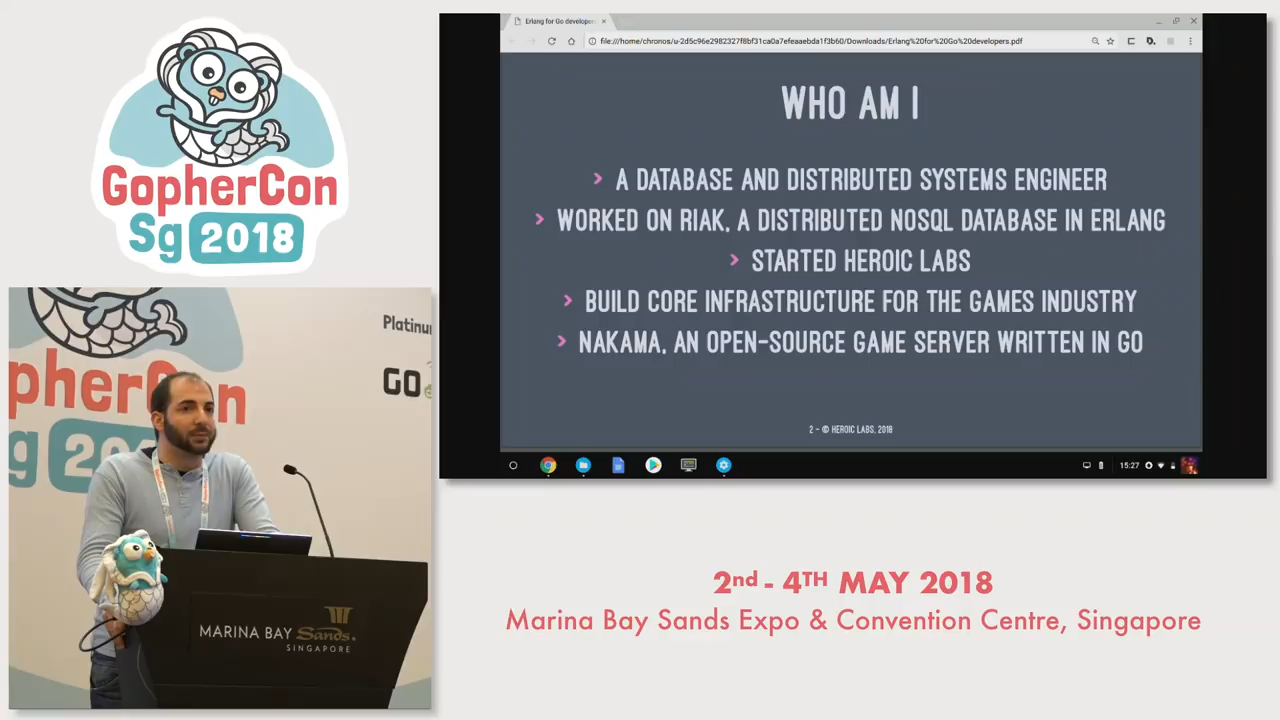 GopherCon
Sg 2018
Platinu
GO
pherCon
g 20
MARINA BAY Sands.
SINGAPORE
Erlang for Go developers
file:///home/chronos/u-2d5c96e2982327f8bf31ca0a7efeaaebda1f3b60/Downloads/Erlang%20for%20Go%20developers.pdf
WHO AM I
> A DATABASE AND DISTRIBUTED SYSTEMS ENGINEER
> WORKED ON RIAK, A DISTRIBUTED NOSQL DATABASE IN ERLANG
> STARTED HEROIC LABS
> BUILD CORE INFRASTRUCTURE FOR THE GAMES INDUSTRY
> NAKAMA, AN OPEN-SOURCE GAME SERVER WRITTEN IN GO
2 - © HEROIC LABS, 2018
15:27
2nd - 4TH MAY 2018
Marina Bay Sands Expo & Convention Centre, Singapore